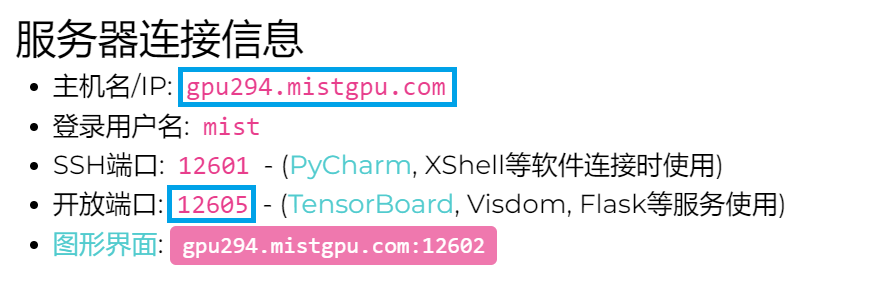 服务器连接信息
主机名/IP: gpu294.mistgpu.com
登录用户名: mist
SSH端口: 12601 - (PyCharm, XShell等软件连接时使用)
开放端口: 12605 - (TensorBoard, Visdom, Flask等服务使用)
图形界面: gpu294.mistgpu.com:12602